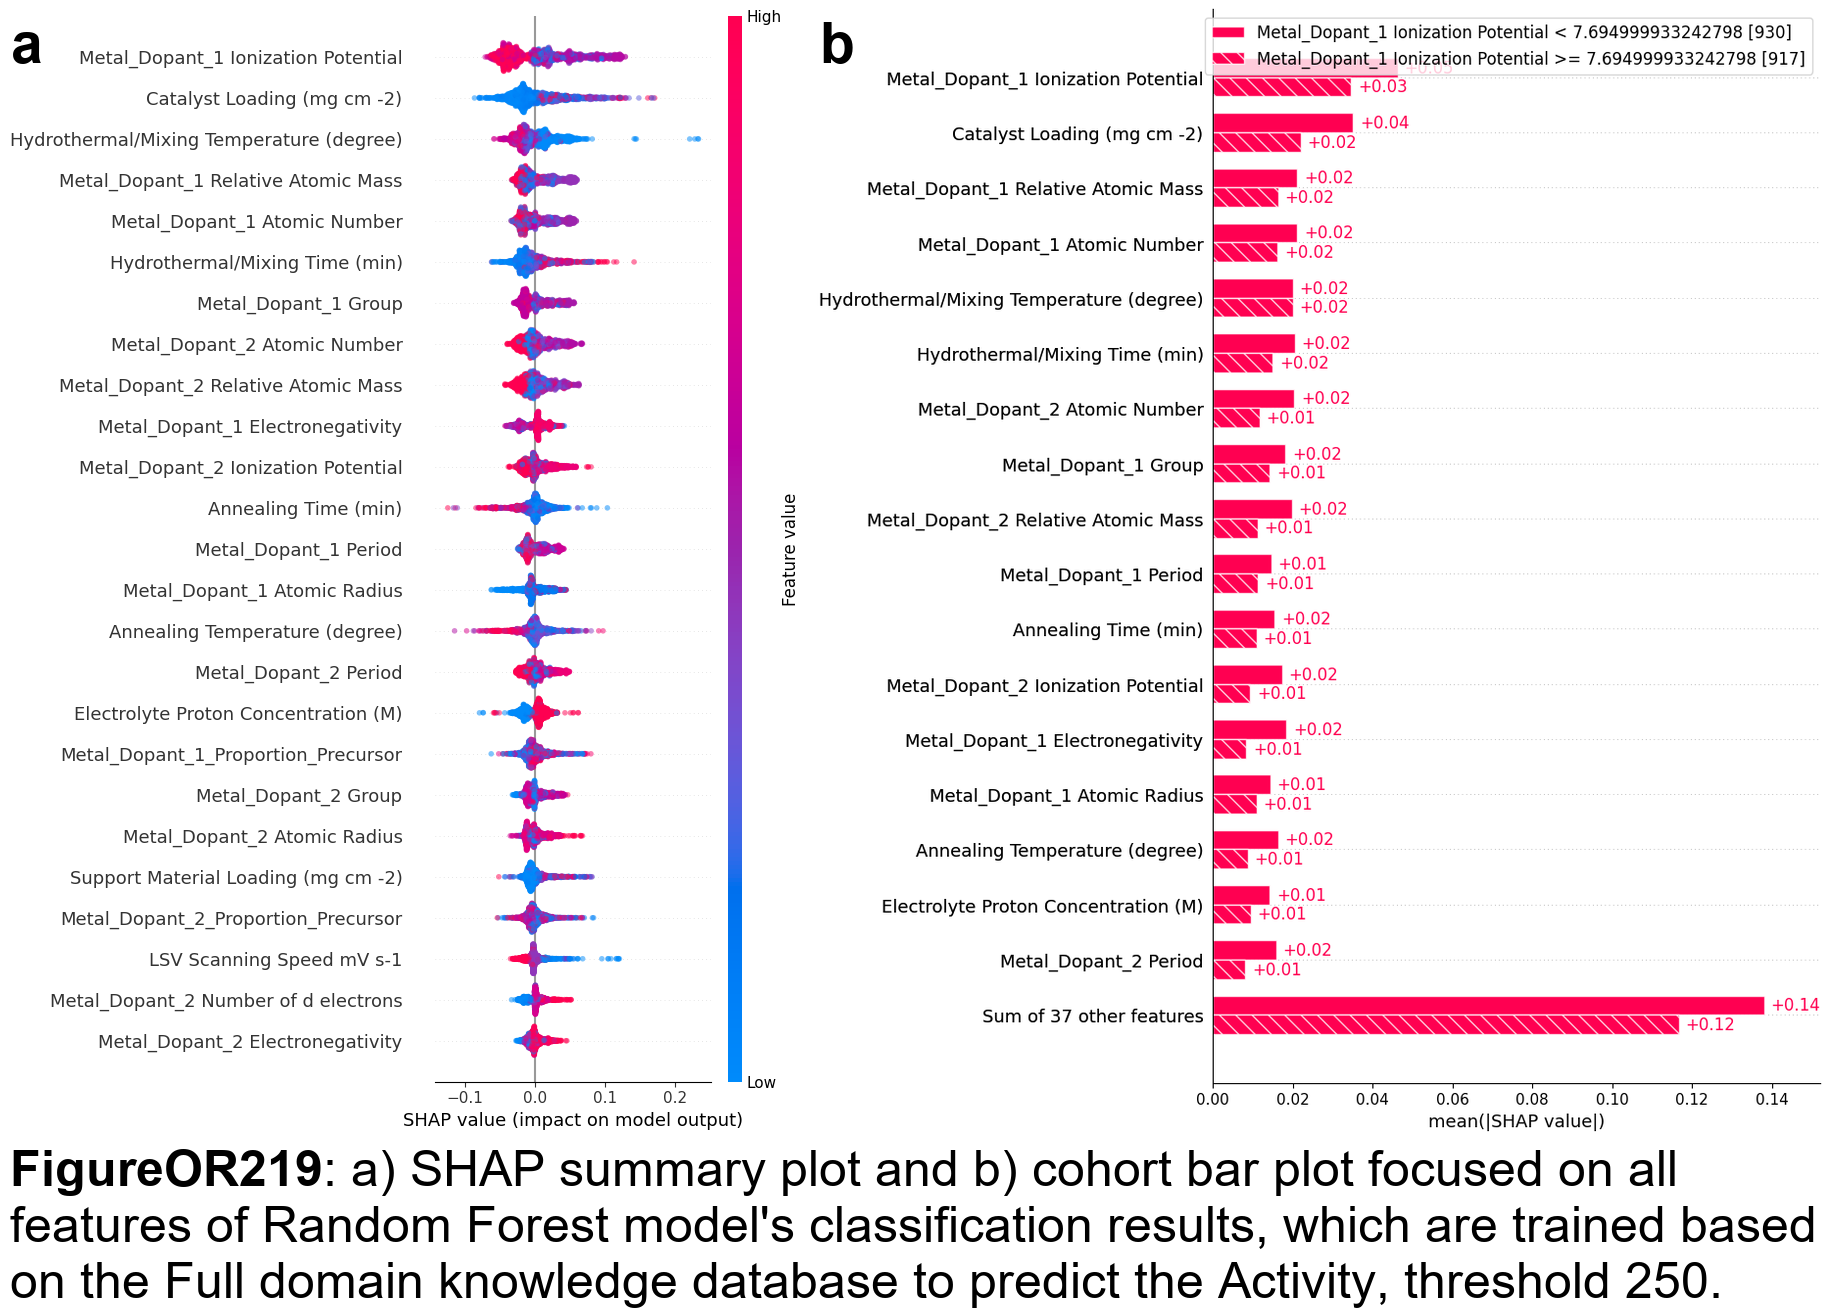 a
High
Metal_Dopant_1 Ionization Potential
Catalyst Loading (mg cm -2)
Hydrothermal/Mixing Temperature (degree)
Metal_Dopant_1 Relative Atomic Mass
Metal_Dopant_1 Atomic Number
Hydrothermal/Mixing Time (min)
Metal_Dopant_1 Group
Metal_Dopant_2 Atomic Number
Metal_Dopant_2 Relative Atomic Mass
Metal_Dopant_1 Electronegativity
Metal_Dopant_2 Ionization Potential
Annealing Time (min)
Metal_Dopant_1 Period
Metal_Dopant_1 Atomic Radius
Annealing Temperature (degree)
Metal_Dopant_2 Period
Electrolyte Proton Concentration (M)
Metal_Dopant_1_Proportion_Precursor
Metal_Dopant_2 Group
Metal_Dopant_2 Atomic Radius
Support Material Loading (mg cm -2)
Metal_Dopant_2_Proportion_Precursor
LSV Scanning Speed mV s-1
Metal_Dopant_2 Number of d electrons
Metal_Dopant_2 Electronegativity
Feature value
Low
−0.1 0.0 0.1 0.2
SHAP value (impact on model output)
b
Metal_Dopant_1 Ionization Potential < 7.694999933242798 [930]
Metal_Dopant_1 Ionization Potential >= 7.694999933242798 [917]
Metal_Dopant_1 Ionization Potential +0.05
+0.03
Catalyst Loading (mg cm -2) +0.04
+0.02
Metal_Dopant_1 Relative Atomic Mass +0.02
+0.02
Metal_Dopant_1 Atomic Number +0.02
+0.02
Hydrothermal/Mixing Temperature (degree) +0.02
+0.02
Hydrothermal/Mixing Time (min) +0.02
+0.02
Metal_Dopant_2 Atomic Number +0.02
+0.01
Metal_Dopant_1 Group +0.02
+0.01
Metal_Dopant_2 Relative Atomic Mass +0.02
+0.01
Metal_Dopant_1 Period +0.01
+0.01
Annealing Time (min) +0.02
+0.01
Metal_Dopant_2 Ionization Potential +0.02
+0.01
Metal_Dopant_1 Electronegativity +0.02
+0.01
Metal_Dopant_1 Atomic Radius +0.01
+0.01
Annealing Temperature (degree) +0.02
+0.01
Electrolyte Proton Concentration (M) +0.01
+0.01
Metal_Dopant_2 Period +0.02
+0.01
Sum of 37 other features +0.14
+0.12
0.00 0.02 0.04 0.06 0.08 0.10 0.12 0.14
mean(|SHAP value|)
FigureOR219: a) SHAP summary plot and b) cohort bar plot focused on all
features of Random Forest model's classification results, which are trained based
on the Full domain knowledge database to predict the Activity, threshold 250.